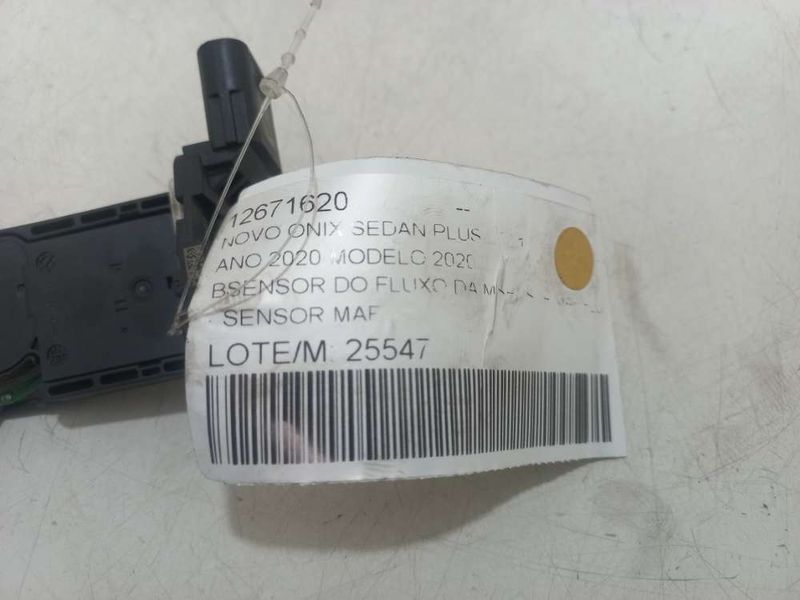 12671620 --
NOVO ONIX SEDAN PLUS
ANO 2020 MODELO 2020
BSENSOR DO FLUXO DA
. SENSOR MAF
LOTE/M: 25547